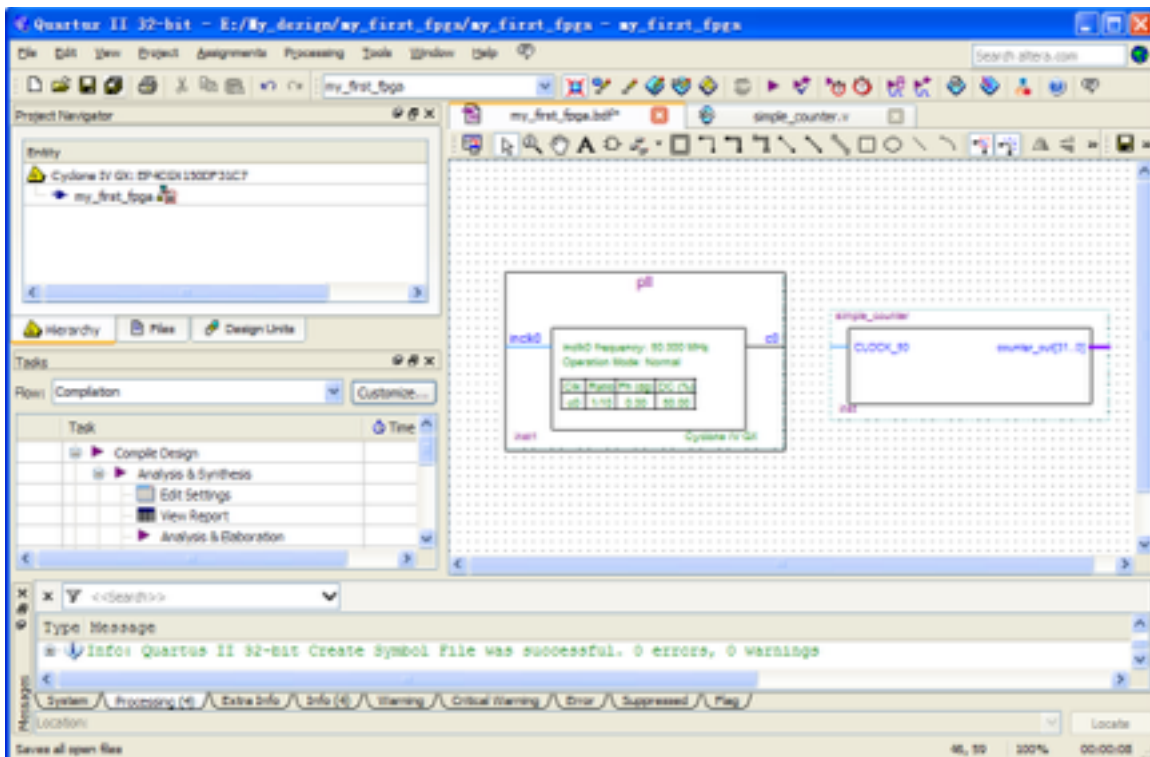 Quartus II 32-bit - E:/My_design/my_first_fpga/my_first_fpga - my_first_fpga
File Edit View Project Assignments Processing Tools Window Help
Search altera.com
my_first_fpga
Project Navigator
my_first_fpga.bdf*
simple_counter.v
Entity
Cyclone IV GX: EP4CGX150DF31C7
my_first_fpga
Hierarchy Files Design Units
Tasks
Flow: Compilation Customize...
Task Time
Compile Design
Analysis & Synthesis
Edit Settings
View Report
Analysis & Elaboration
pll
inclk0 c0
inclk0 frequency: 50.000 MHz
Operation Mode: Normal
Clk Ratio Ph (dg) DC (%)
c0 1/10 0.00 50.00
inst1 Cyclone IV GX
simple_counter
CLOCK_50 counter_out[31..0]
inst
<<Search>>
Type Message
Info: Quartus II 32-bit Create Symbol File was successful. 0 errors, 0 warnings
System Processing (4) Extra Info Info (4) Warning Critical Warning Error Suppressed Flag
Messages
Location: Locate
Saves all open files 46, 59 100% 00:00:08